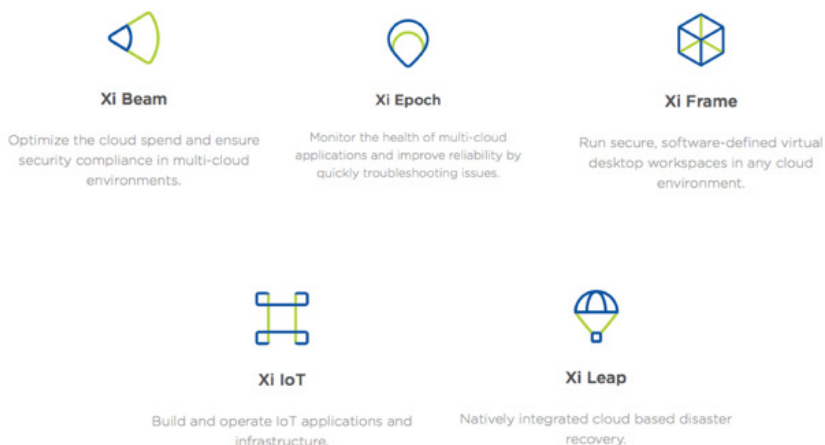 Xi Beam
Optimize the cloud spend and ensure
security compliance in multi-cloud
environments.
Xi Epoch
Monitor the health of multi-cloud
applications and improve reliability by
quickly troubleshooting issues.
Xi Frame
Run secure, software-defined virtual
desktop workspaces in any cloud
environment.
Xi IoT
Build and operate IoT applications and
infrastructure.
Xi Leap
Natively integrated cloud based disaster
recovery.